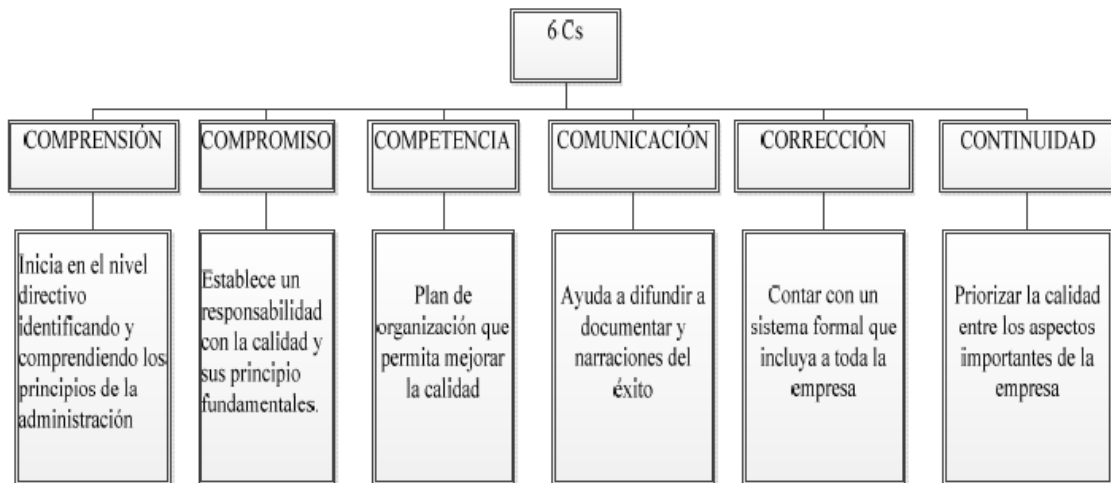 6 Cs
COMPRENSIÓN
COMPROMISO
COMPETENCIA
COMUNICACIÓN
CORRECCIÓN
CONTINUIDAD
Inicia en el nivel
directivo
identificando y
comprendiendo los
principios de la
administración
Establece un
responsabilidad
con la calidad y
sus principio
fundamentales.
Plan de
organización que
permita mejorar
la calidad
Ayuda a difundir a
documentar y
narraciones del
éxito
Contar con un
sistema formal que
incluya a toda la
empresa
Priorizar la calidad
entre los aspectos
importantes de la
empresa